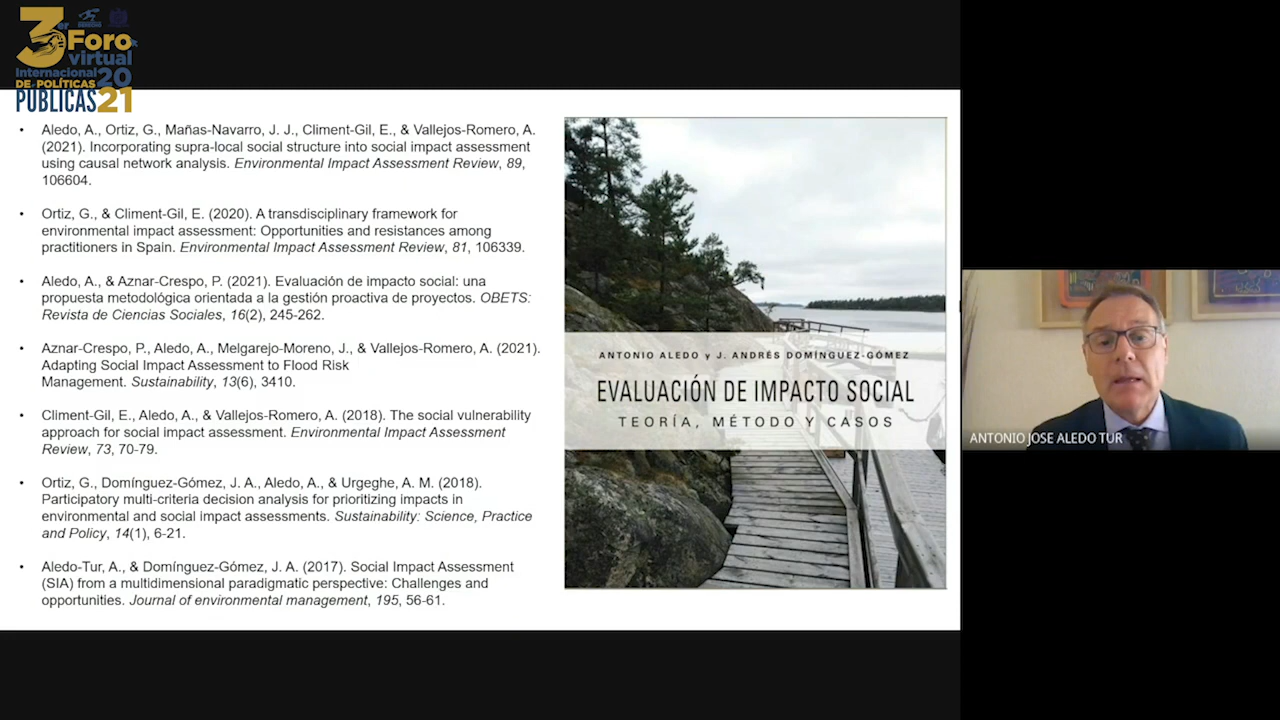 3er Foro
virtual
Internacional 20
DE POLÍTICAS
PÚBLICAS 21
• Aledo, A., Ortiz, G., Mañas-Navarro, J. J., Climent-Gil, E., & Vallejos-Romero, A.
(2021). Incorporating supra-local social structure into social impact assessment
using causal network analysis. Environmental Impact Assessment Review, 89,
106604.
• Ortiz, G., & Climent-Gil, E. (2020). A transdisciplinary framework for
environmental impact assessment: Opportunities and resistances among
practitioners in Spain. Environmental Impact Assessment Review, 81, 106339.
• Aledo, A., & Aznar-Crespo, P. (2021). Evaluación de impacto social: una
propuesta metodológica orientada a la gestión proactiva de proyectos. OBETS:
Revista de Ciencias Sociales, 16(2), 245-262.
• Aznar-Crespo, P., Aledo, A., Melgarejo-Moreno, J., & Vallejos-Romero, A. (2021).
Adapting Social Impact Assessment to Flood Risk
Management. Sustainability, 13(6), 3410.
• Climent-Gil, E., Aledo, A., & Vallejos-Romero, A. (2018). The social vulnerability
approach for social impact assessment. Environmental Impact Assessment
Review, 73, 70-79.
• Ortiz, G., Domínguez-Gómez, J. A., Aledo, A., & Urgeghe, A. M. (2018).
Participatory multi-criteria decision analysis for prioritizing impacts in
environmental and social impact assessments. Sustainability: Science, Practice
and Policy, 14(1), 6-21.
• Aledo-Tur, A., & Domínguez-Gómez, J. A. (2017). Social Impact Assessment
(SIA) from a multidimensional paradigmatic perspective: Challenges and
opportunities. Journal of environmental management, 195, 56-61.
ANTONIO ALEDO y J. ANDRÉS DOMÍNGUEZ-GÓMEZ
EVALUACIÓN DE IMPACTO SOCIAL
TEORÍA, MÉTODO Y CASOS
ANTONIO JOSE ALEDO TUR